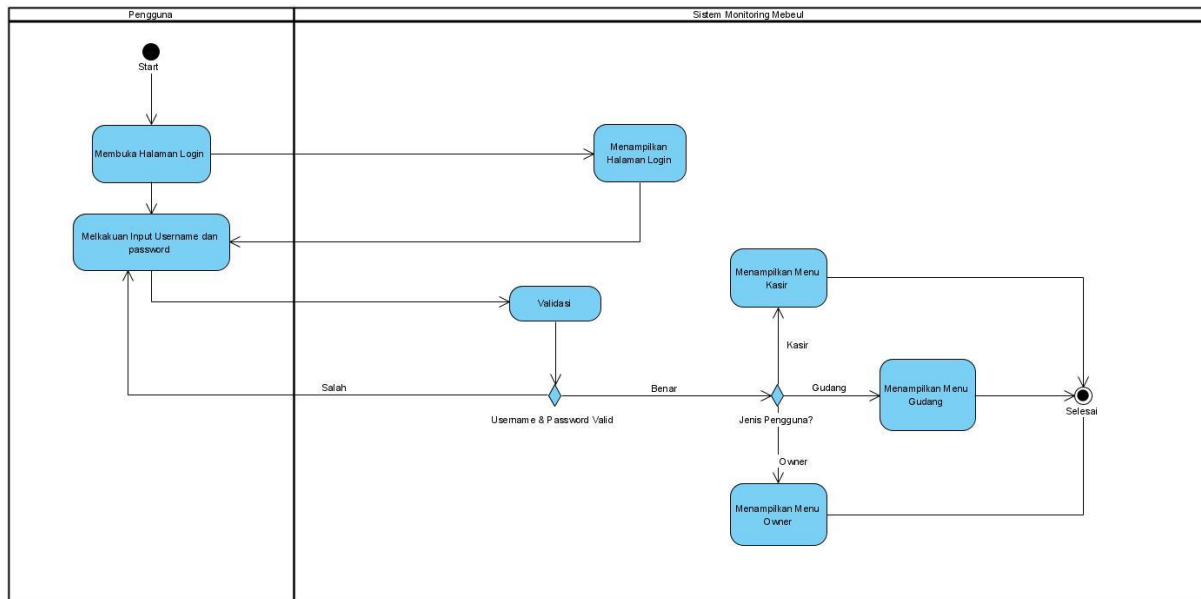 Pengguna
Sistem Monitoring Mebeul
Start
Membuka Halaman Login
Menampilkan
Halaman Login
Melkakuan Input Username dan
password
Validasi
Menampilkan Menu
Kasir
Kasir
Salah
Benar
Gudang
Menampilkan Menu
Gudang
Username & Password Valid
Jenis Pengguna?
Selesai
Owner
Menampilkan Menu
Owner